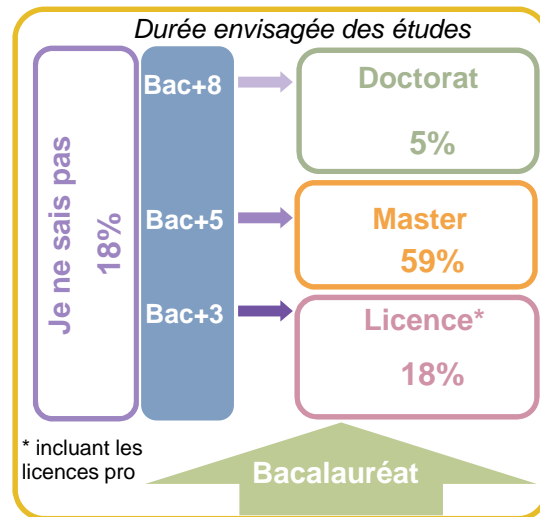 Durée envisagée des études
Je ne sais pas
18%
Bac+8
Doctorat
5%
Bac+5
Master
59%
Bac+3
Licence*
18%
* incluant les
licences pro
Bacalauréat